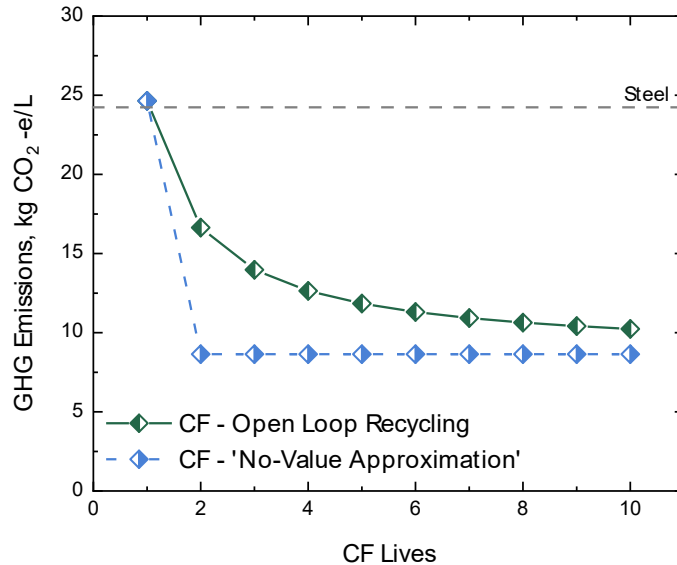 30
25
20
15
10
5
0
GHG Emissions, kg CO₂ -e/L
Steel
CF - Open Loop Recycling
CF - 'No-Value Approximation'
0 2 4 6 8 10
CF Lives